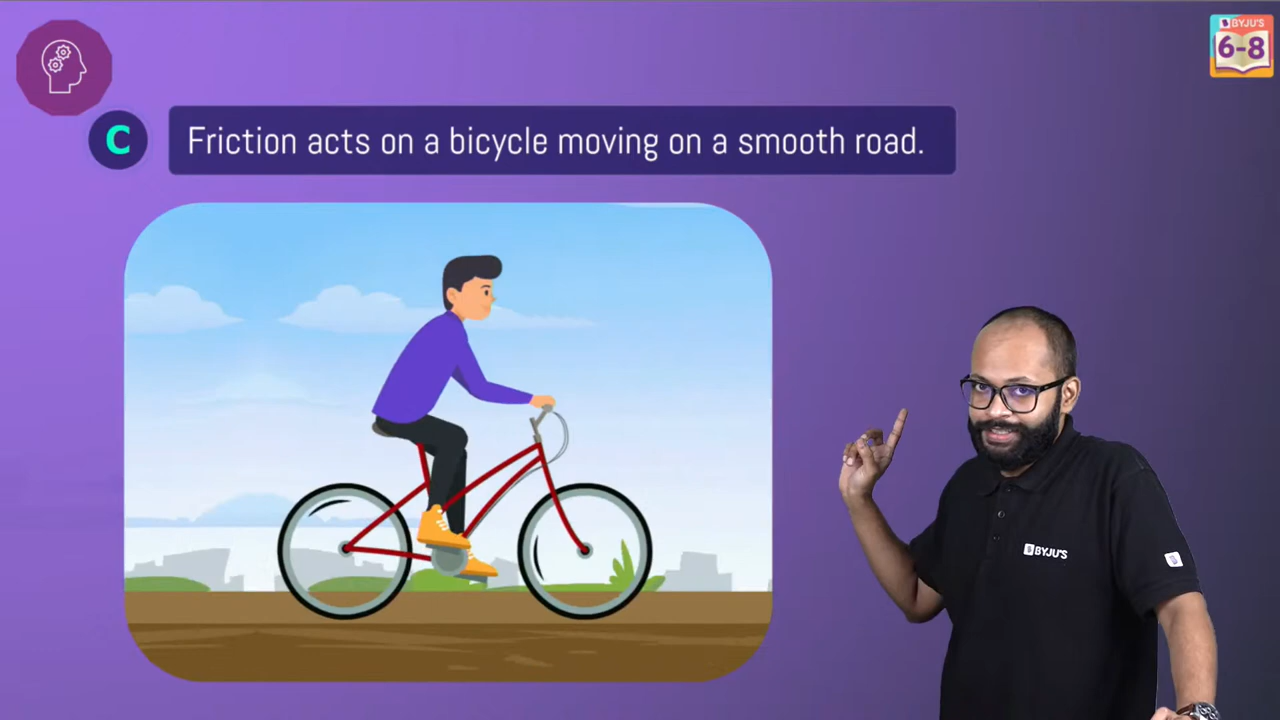 BYJU'S
6-8
C
Friction acts on a bicycle moving on a smooth road.
BYJU'S